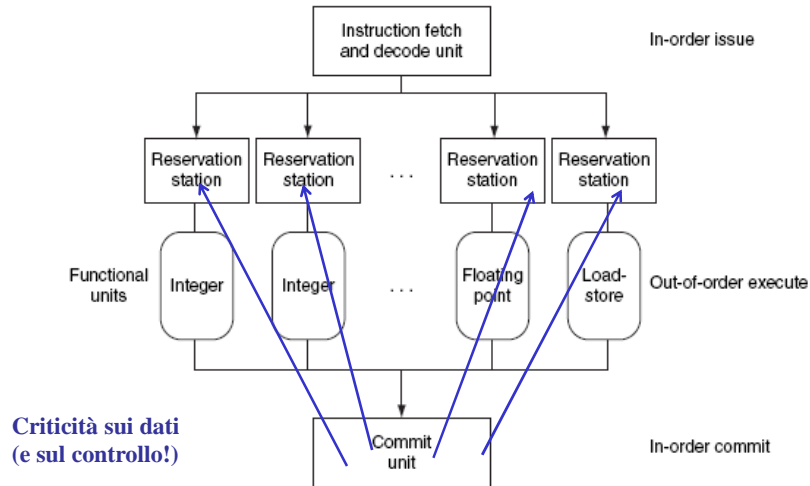 Instruction fetch
and decode unit
In-order issue
Reservation
station
Reservation
station
. . .
Reservation
station
Reservation
station
Functional
units
Integer
Integer
. . .
Floating
point
Load-
store
Out-of-order execute
Criticità sui dati
(e sul controllo!)
Commit
unit
In-order commit